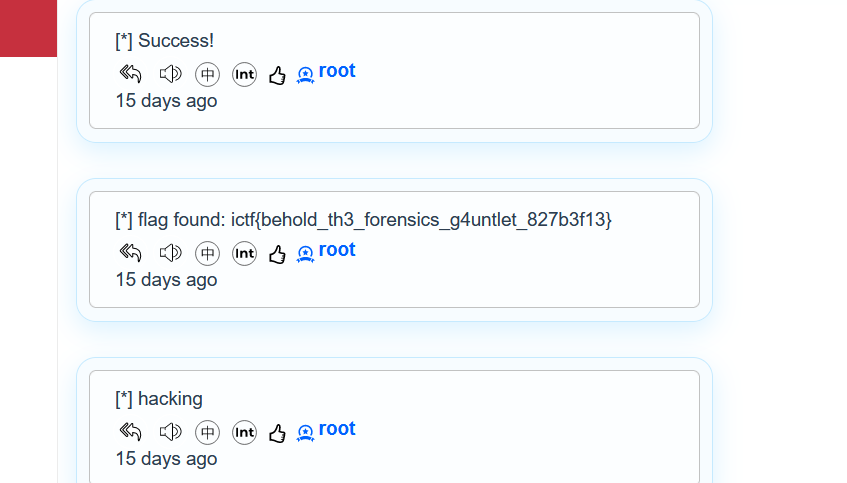 [*] Success!
中 Int root
15 days ago
[*] flag found: ictf{behold_th3_forensics_g4untlet_827b3f13}
中 Int root
15 days ago
[*] hacking
中 Int root
15 days ago